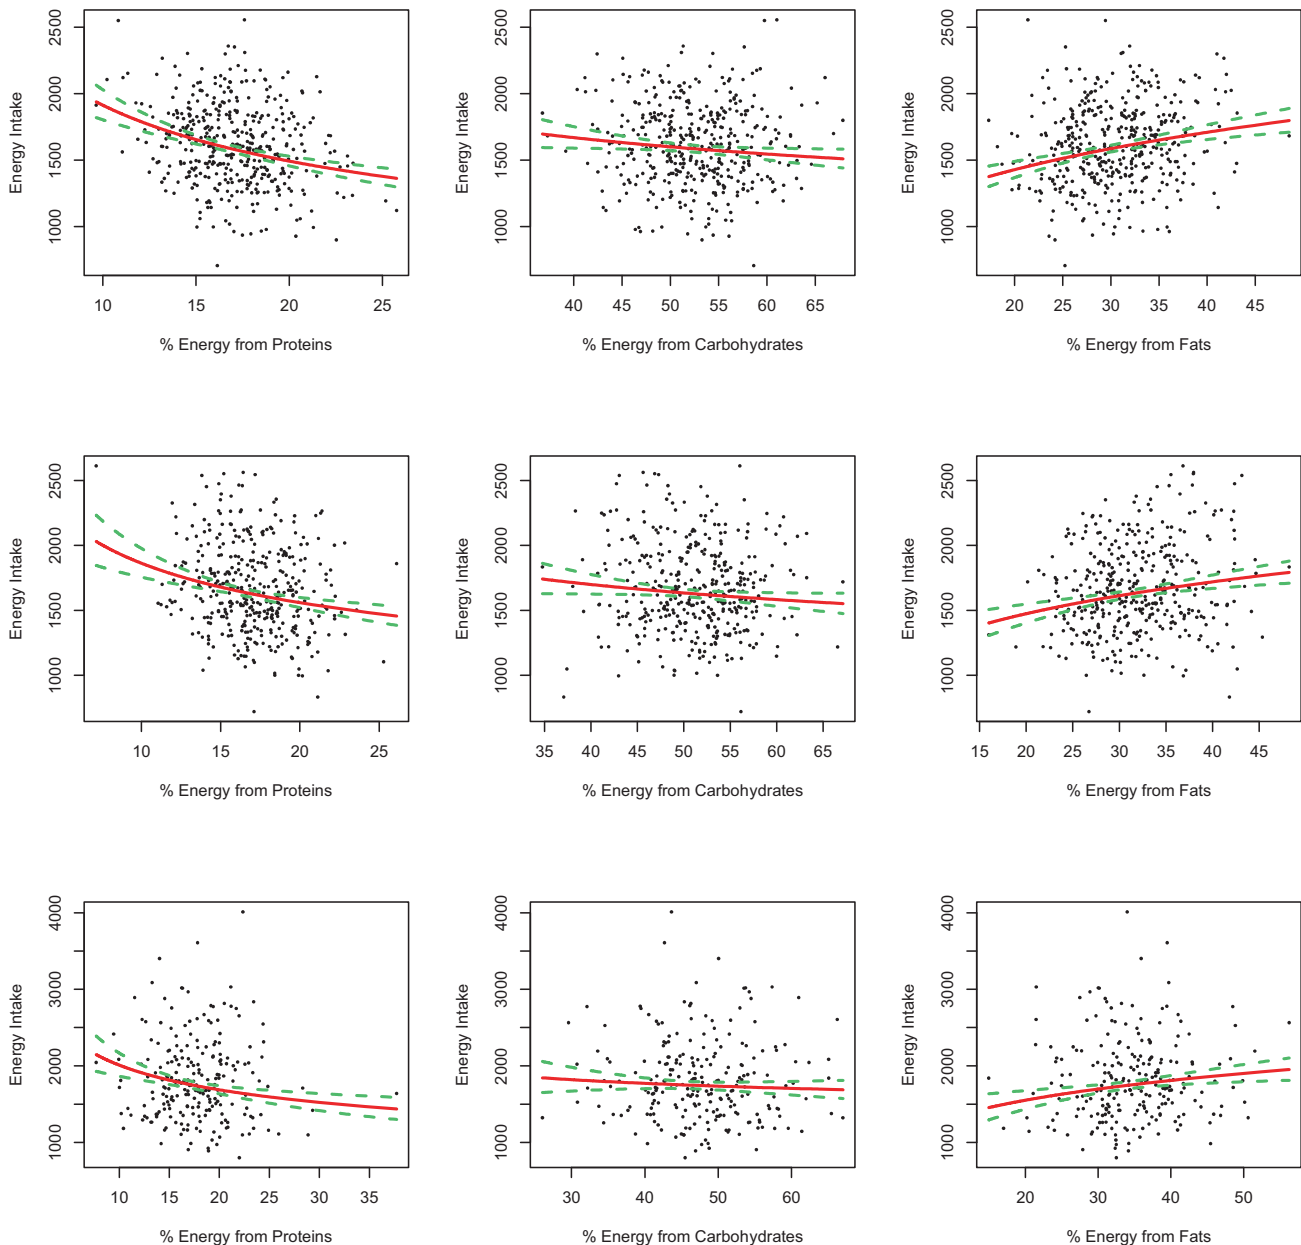 2500
2000
1500
1000
Energy Intake
10 15 20 25
% Energy from Proteins
2500
2000
1500
1000
Energy Intake
40 45 50 55 60 65
% Energy from Carbohydrates
2500
2000
1500
1000
Energy Intake
20 25 30 35 40 45
% Energy from Fats
2500
2000
1500
1000
Energy Intake
10 15 20 25
% Energy from Proteins
2500
2000
1500
1000
Energy Intake
35 40 45 50 55 60 65
% Energy from Carbohydrates
2500
2000
1500
1000
Energy Intake
15 20 25 30 35 40 45
% Energy from Fats
4000
3000
2000
1000
Energy Intake
10 15 20 25 30 35
% Energy from Proteins
4000
3000
2000
1000
Energy Intake
30 40 50 60
% Energy from Carbohydrates
4000
3000
2000
1000
Energy Intake
20 30 40 50
% Energy from Fats